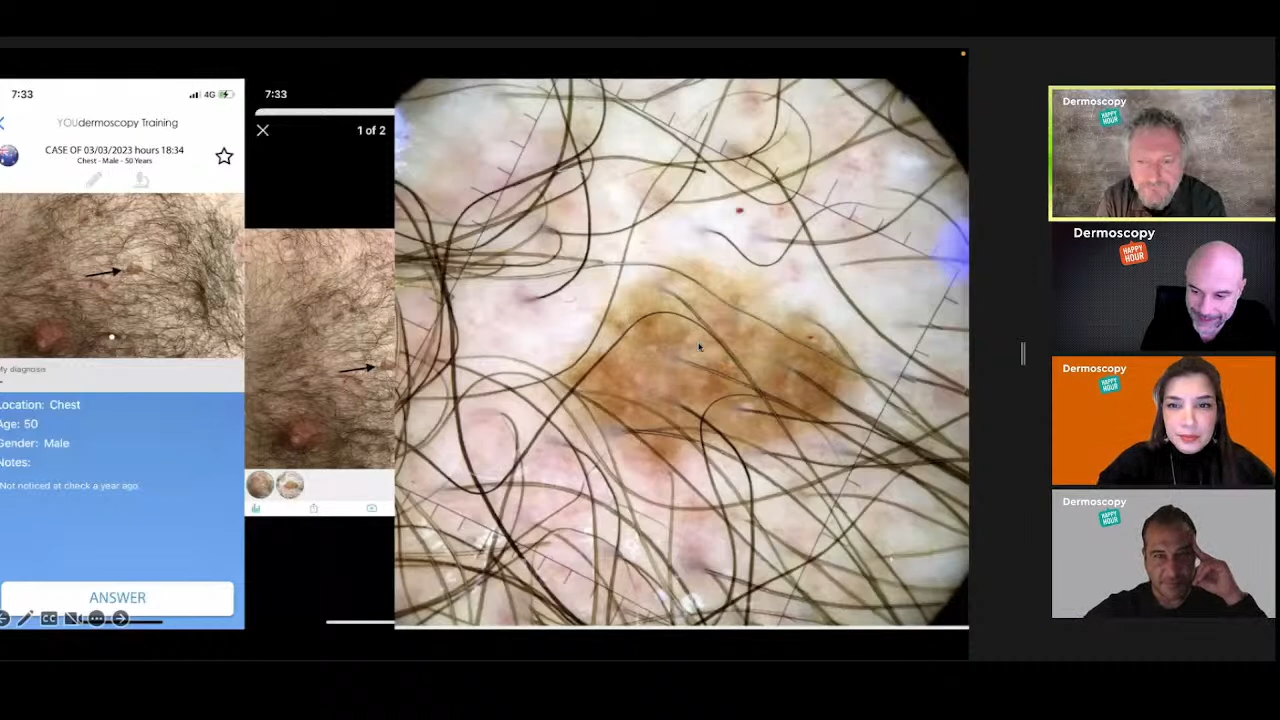 7:33
4G
YOUdermoscopy Training
CASE OF 03/03/2023 hours 18:34
Chest - Male - 50 Years
My diagnosis
Location: Chest
Age: 50
Gender: Male
Notes:
Not noticed at check a year ago.
ANSWER
CC
7:33
1 of 2
Dermoscopy
HAPPY
HOUR
Dermoscopy
HAPPY
HOUR
Dermoscopy
HAPPY
HOUR
Dermoscopy
HAPPY
HOUR